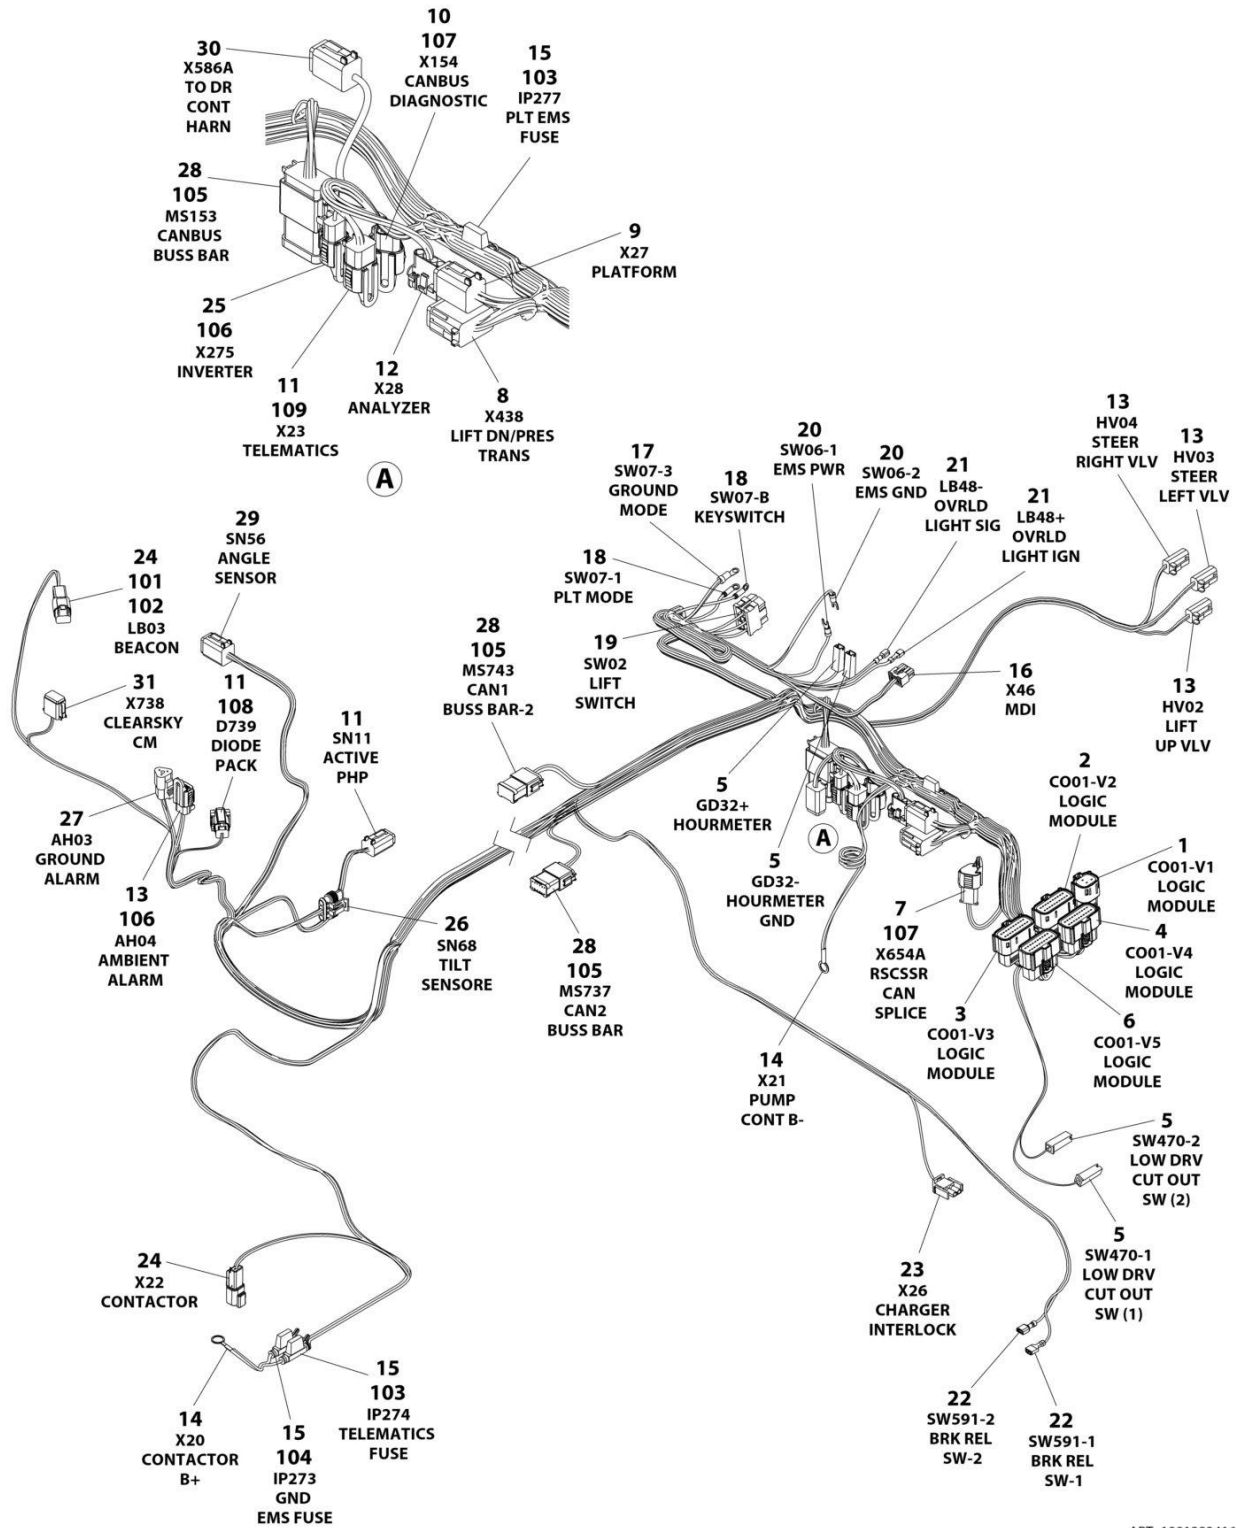 10
107
X154
CANBUS
DIAGNOSTIC
30
X586A
TO DR
CONT
HARN
15
103
IP277
PLT EMS
FUSE
28
105
MS153
CANBUS
BUSS BAR
9
X27
PLATFORM
25
106
X275
INVERTER
11
109
X23
TELEMATICS
12
X28
ANALYZER
8
X438
LIFT DN/PRES
TRANS
A
13
HV04
STEER
RIGHT VLV
13
HV03
STEER
LEFT VLV
20
SW06-1
EMS PWR
20
SW06-2
EMS GND
17
SW07-3
GROUND
MODE
18
SW07-B
KEYSWITCH
21
LB48-
OVRLD
LIGHT SIG
21
LB48+
OVRLD
LIGHT IGN
29
SN56
ANGLE
SENSOR
24
101
102
LB03
BEACON
18
SW07-1
PLT MODE
28
105
MS743
CAN1
BUSS BAR-2
19
SW02
LIFT
SWITCH
16
X46
MDI
13
HV02
LIFT
UP VLV
31
X738
CLEARSKY
CM
11
108
D739
DIODE
PACK
11
SN11
ACTIVE
PHP
5
GD32+
HOURMETER
2
CO01-V2
LOGIC
MODULE
27
AH03
GROUND
ALARM
A
1
CO01-V1
LOGIC
MODULE
5
GD32-
HOURMETER
GND
13
106
AH04
AMBIENT
ALARM
26
SN68
TILT
SENSORE
28
105
MS737
CAN2
BUSS BAR
7
107
X654A
RSCSSR
CAN
SPLICE
4
CO01-V4
LOGIC
MODULE
3
CO01-V3
LOGIC
MODULE
6
CO01-V5
LOGIC
MODULE
14
X21
PUMP
CONT B-
5
SW470-2
LOW DRV
CUT OUT
SW (2)
5
SW470-1
LOW DRV
CUT OUT
SW (1)
24
X22
CONTACTOR
23
X26
CHARGER
INTERLOCK
15
103
IP274
TELEMATICS
FUSE
14
X20
CONTACTOR
B+
15
104
IP273
GND
EMS FUSE
22
SW591-2
BRK REL
SW-2
22
SW591-1
BRK REL
SW-1